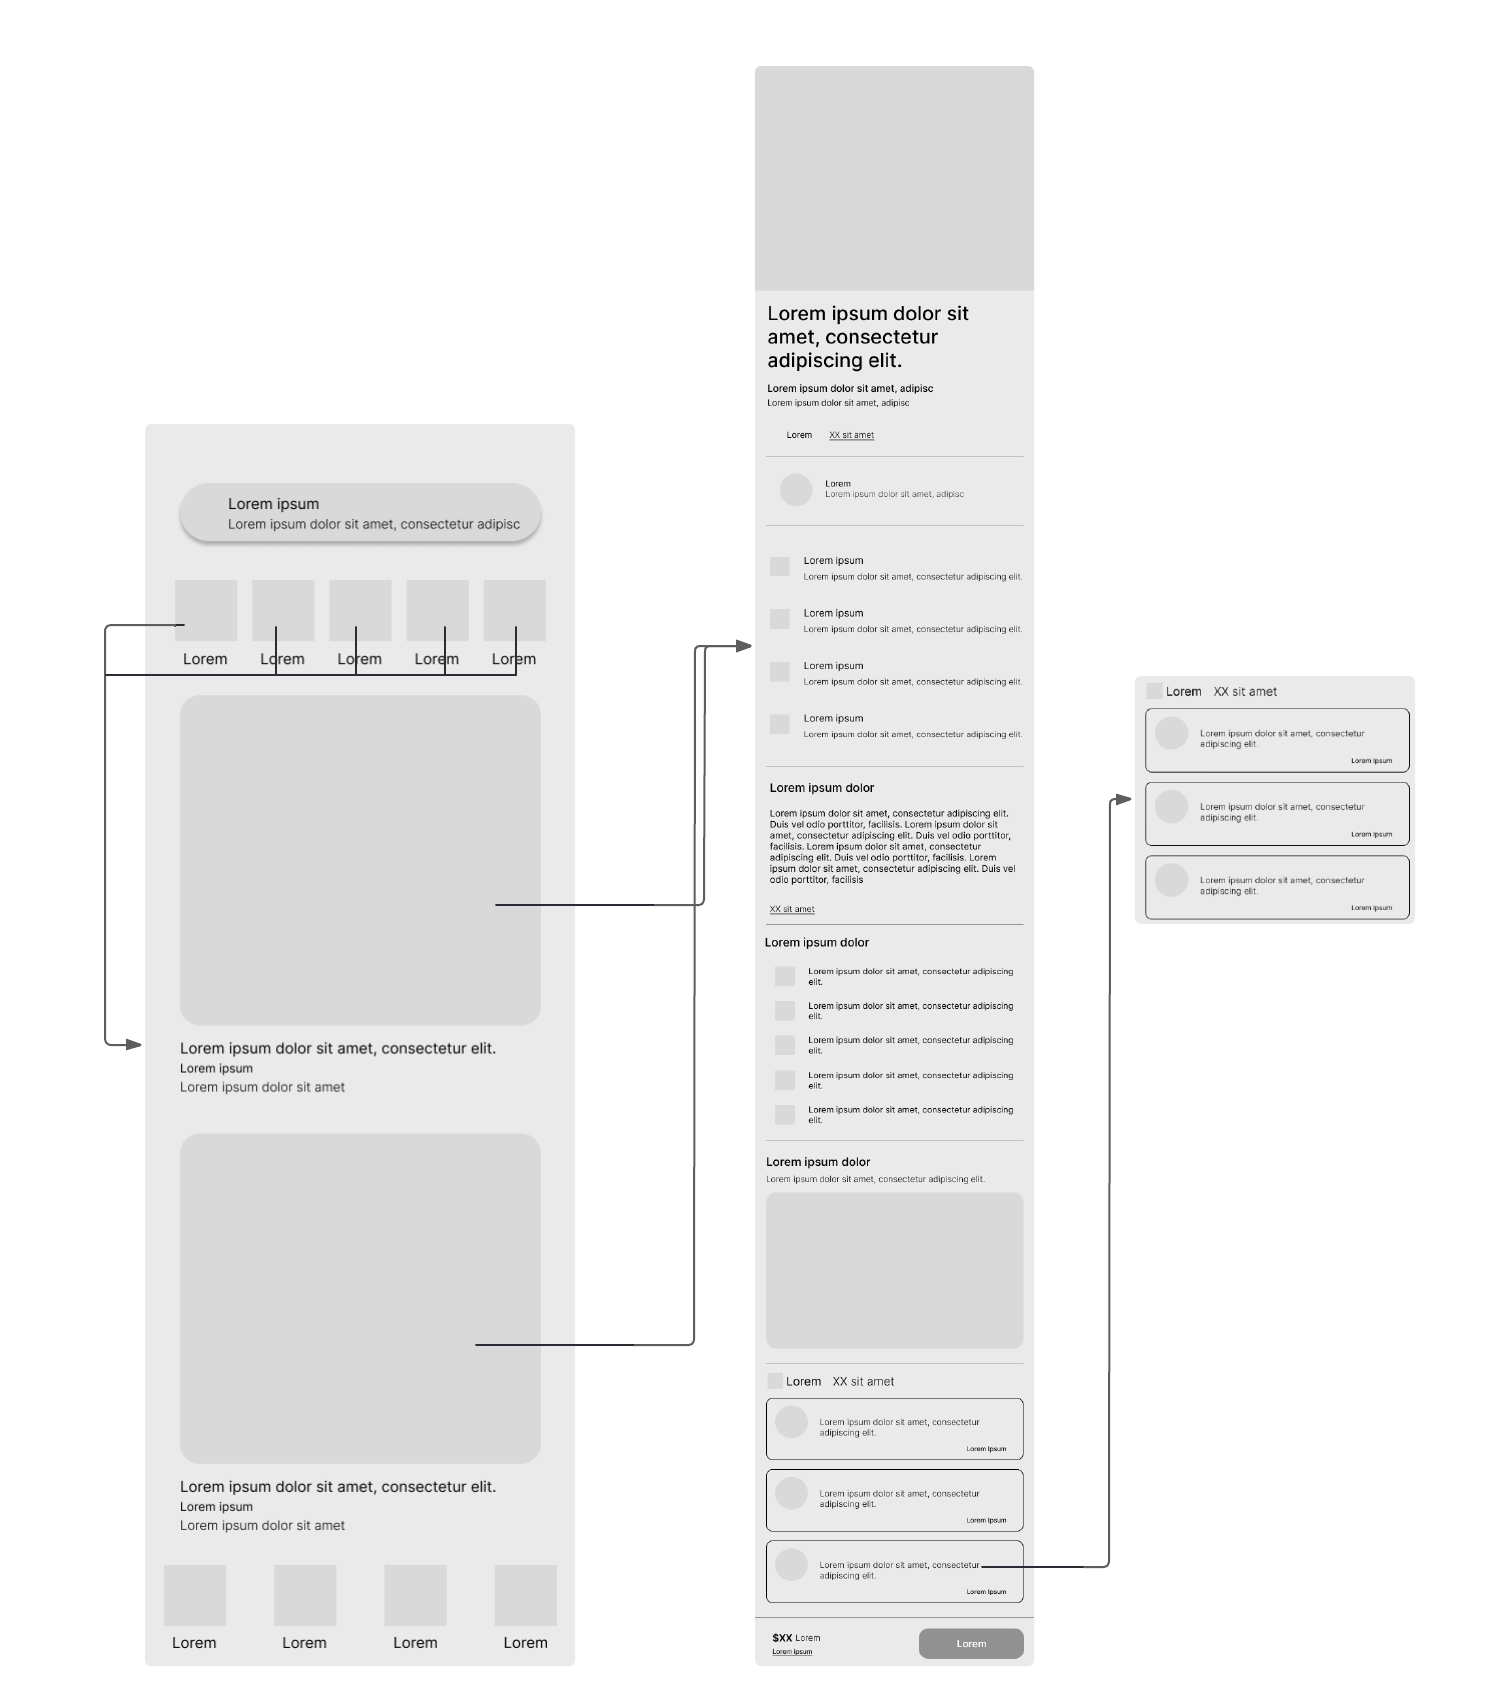 Lorem ipsum
Lorem ipsum dolor sit amet, consectetur adipisc
Lorem
Lorem
Lorem
Lorem
Lorem
Lorem ipsum dolor sit amet, consectetur elit.
Lorem ipsum
Lorem ipsum dolor sit amet
Lorem ipsum dolor sit amet, consectetur elit.
Lorem ipsum
Lorem ipsum dolor sit amet
Lorem
Lorem
Lorem
Lorem
Lorem ipsum dolor sit
amet, consectetur
adipiscing elit.
Lorem ipsum dolor sit amet, adipisc
Lorem ipsum dolor sit amet, adipisc
Lorem
XX sit amet
Lorem
Lorem ipsum dolor sit amet, adipisc
Lorem ipsum
Lorem ipsum dolor sit amet, consectetur adipiscing elit.
Lorem ipsum
Lorem ipsum dolor sit amet, consectetur adipiscing elit.
Lorem ipsum
Lorem ipsum dolor sit amet, consectetur adipiscing elit.
Lorem ipsum
Lorem ipsum dolor sit amet, consectetur adipiscing elit.
Lorem ipsum dolor
Lorem ipsum dolor sit amet, consectetur adipiscing elit.
Duis vel odio porttitor, facilisis. Lorem ipsum dolor sit
amet, consectetur adipiscing elit. Duis vel odio porttitor,
facilisis. Lorem ipsum dolor sit amet, consectetur
adipiscing elit. Duis vel odio porttitor, facilisis. Lorem
ipsum dolor sit amet, consectetur adipiscing elit. Duis vel
odio porttitor, facilisis
XX sit amet
Lorem ipsum dolor
Lorem ipsum dolor sit amet, consectetur adipiscing
elit.
Lorem ipsum dolor sit amet, consectetur adipiscing
elit.
Lorem ipsum dolor sit amet, consectetur adipiscing
elit.
Lorem ipsum dolor sit amet, consectetur adipiscing
elit.
Lorem ipsum dolor sit amet, consectetur adipiscing
elit.
Lorem ipsum dolor
Lorem ipsum dolor sit amet, consectetur adipiscing elit.
Lorem XX sit amet
Lorem ipsum dolor sit amet, consectetur
adipiscing elit.
Lorem Ipsum
Lorem ipsum dolor sit amet, consectetur
adipiscing elit.
Lorem Ipsum
Lorem ipsum dolor sit amet, consectetur
adipiscing elit.
Lorem Ipsum
$XX Lorem
Lorem ipsum
Lorem
Lorem XX sit amet
Lorem ipsum dolor sit amet, consectetur
adipiscing elit.
Lorem Ipsum
Lorem ipsum dolor sit amet, consectetur
adipiscing elit.
Lorem Ipsum
Lorem ipsum dolor sit amet, consectetur
adipiscing elit.
Lorem Ipsum